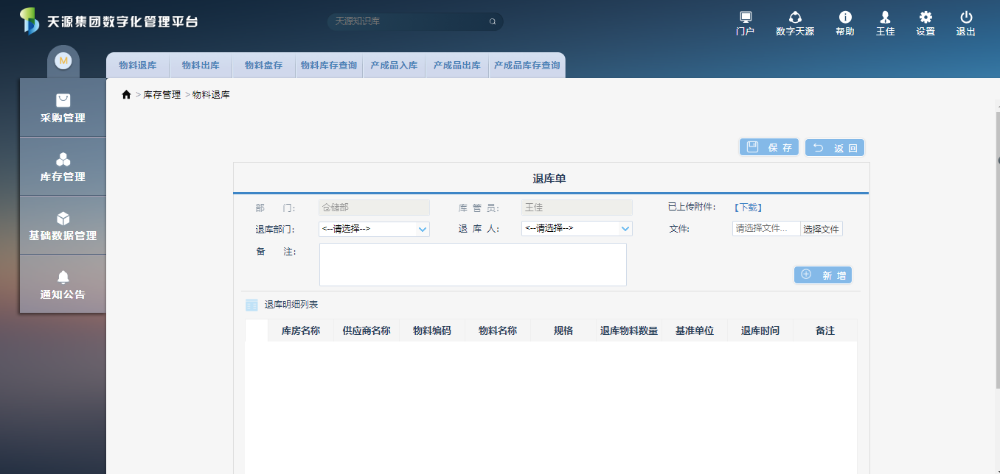 天源集团数字化管理平台
天源知识库
门户 数字天源 帮助 王佳 设置 退出
M
物料退库 物料出库 物料盘存 物料库存查询 产成品入库 产成品出库 产成品库存查询
> 库存管理 > 物料退库
采购管理
库存管理
基础数据管理
通知公告
保 存 返 回
退库单
部 门: 仓储部 库 管 员: 王佳 已上传附件: 【下载】
退库部门: <--请选择--> 退 库 人: <--请选择--> 文件: 请选择文件... 选择文件
备 注:
新 增
退库明细列表
库房名称 供应商名称 物料编码 物料名称 规格 退库物料数量 基准单位 退库时间 备注